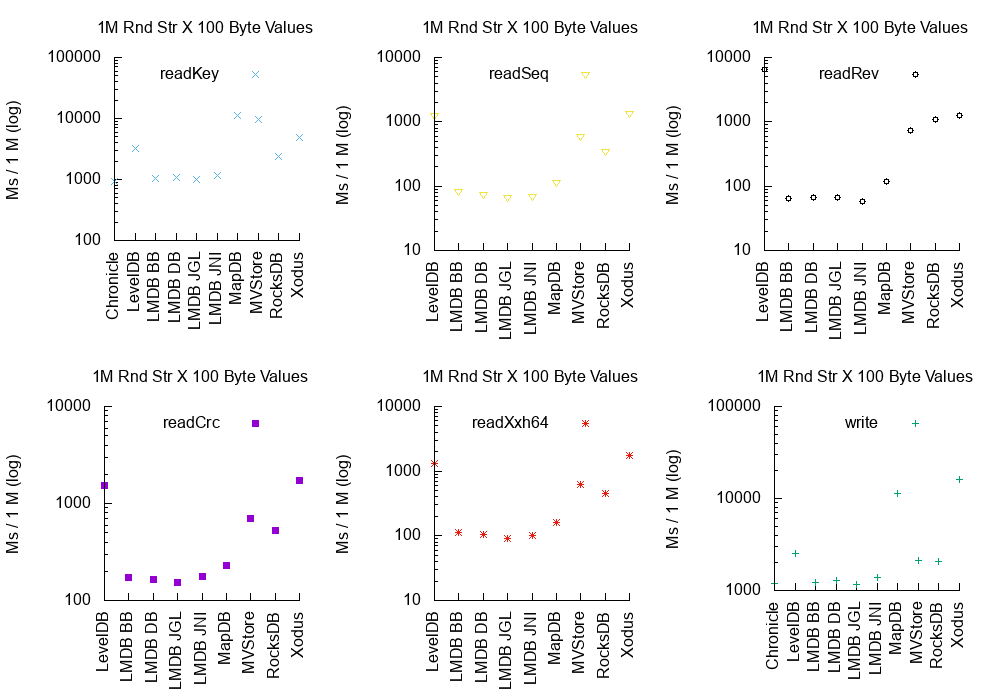 1M Rnd Str X 100 Byte Values
readKey
Ms / 1 M (log)
100000
10000
1000
100
Chronicle
LevelDB
LMDB BB
LMDB DB
LMDB JGL
LMDB JNI
MapDB
MVStore
RocksDB
Xodus
1M Rnd Str X 100 Byte Values
readSeq
Ms / 1 M (log)
10000
1000
100
10
LevelDB
LMDB BB
LMDB DB
LMDB JGL
LMDB JNI
MapDB
MVStore
RocksDB
Xodus
1M Rnd Str X 100 Byte Values
readRev
Ms / 1 M (log)
10000
1000
100
10
LevelDB
LMDB BB
LMDB DB
LMDB JGL
LMDB JNI
MapDB
MVStore
RocksDB
Xodus
1M Rnd Str X 100 Byte Values
readCrc
Ms / 1 M (log)
10000
1000
100
LevelDB
LMDB BB
LMDB DB
LMDB JGL
LMDB JNI
MapDB
MVStore
RocksDB
Xodus
1M Rnd Str X 100 Byte Values
readXxh64
Ms / 1 M (log)
10000
1000
100
10
LevelDB
LMDB BB
LMDB DB
LMDB JGL
LMDB JNI
MapDB
MVStore
RocksDB
Xodus
1M Rnd Str X 100 Byte Values
write
Ms / 1 M (log)
100000
10000
1000
Chronicle
LevelDB
LMDB BB
LMDB DB
LMDB JGL
LMDB JNI
MapDB
MVStore
RocksDB
Xodus